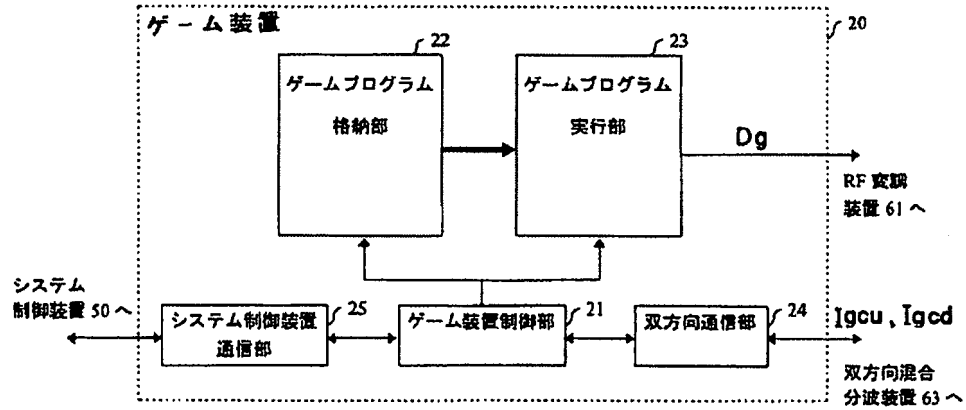 ゲーム装置
20
22
23
ゲームプログラム
格納部
ゲームプログラム
実行部
Dg
RF 変調
装置 61 へ
システム
制御装置 50 へ
25
システム制御装置
通信部
21
ゲーム装置制御部
24
双方向通信部
Igcu、Igcd
双方向混合
分波装置 63 へ